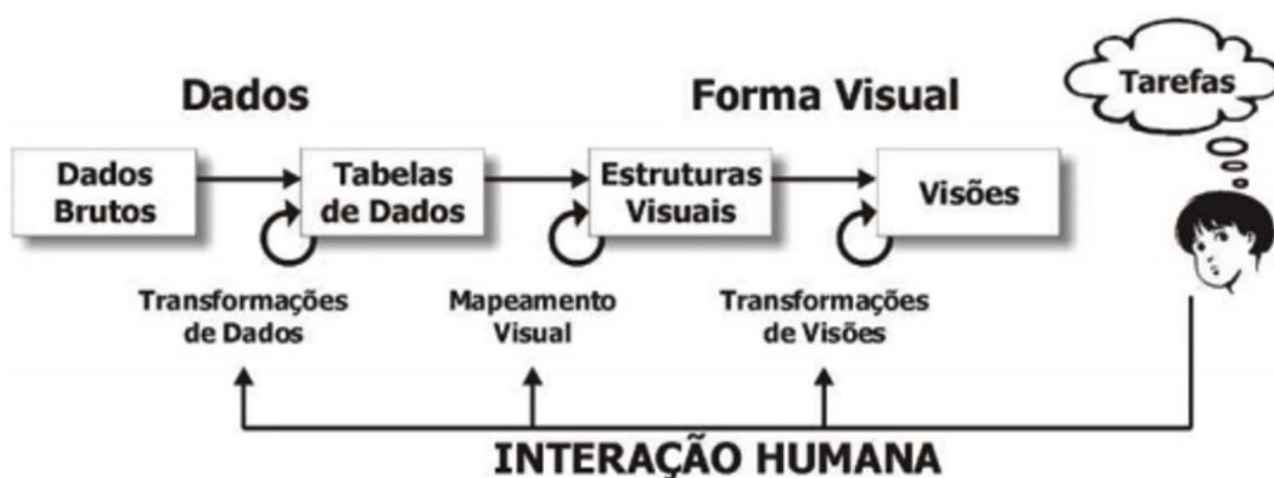 Tarefas
Dados
Forma Visual
Dados
Brutos
Tabelas
de Dados
Estruturas
Visuais
Visões
Transformações
de Dados
Mapeamento
Visual
Transformações
de Visões
INTERAÇÃO HUMANA